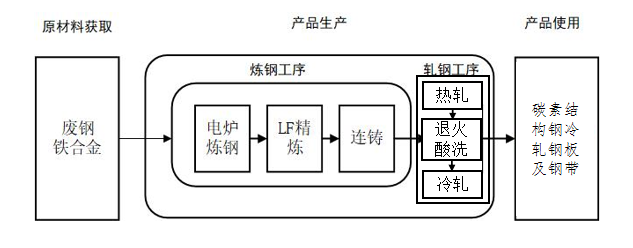 原材料获取
产品生产
产品使用
炼钢工序
轧钢工序
废钢
铁合金
电炉
炼钢
LF精
炼
连铸
热轧
退火
酸洗
冷轧
碳素结
构钢冷
轧钢板
及钢带